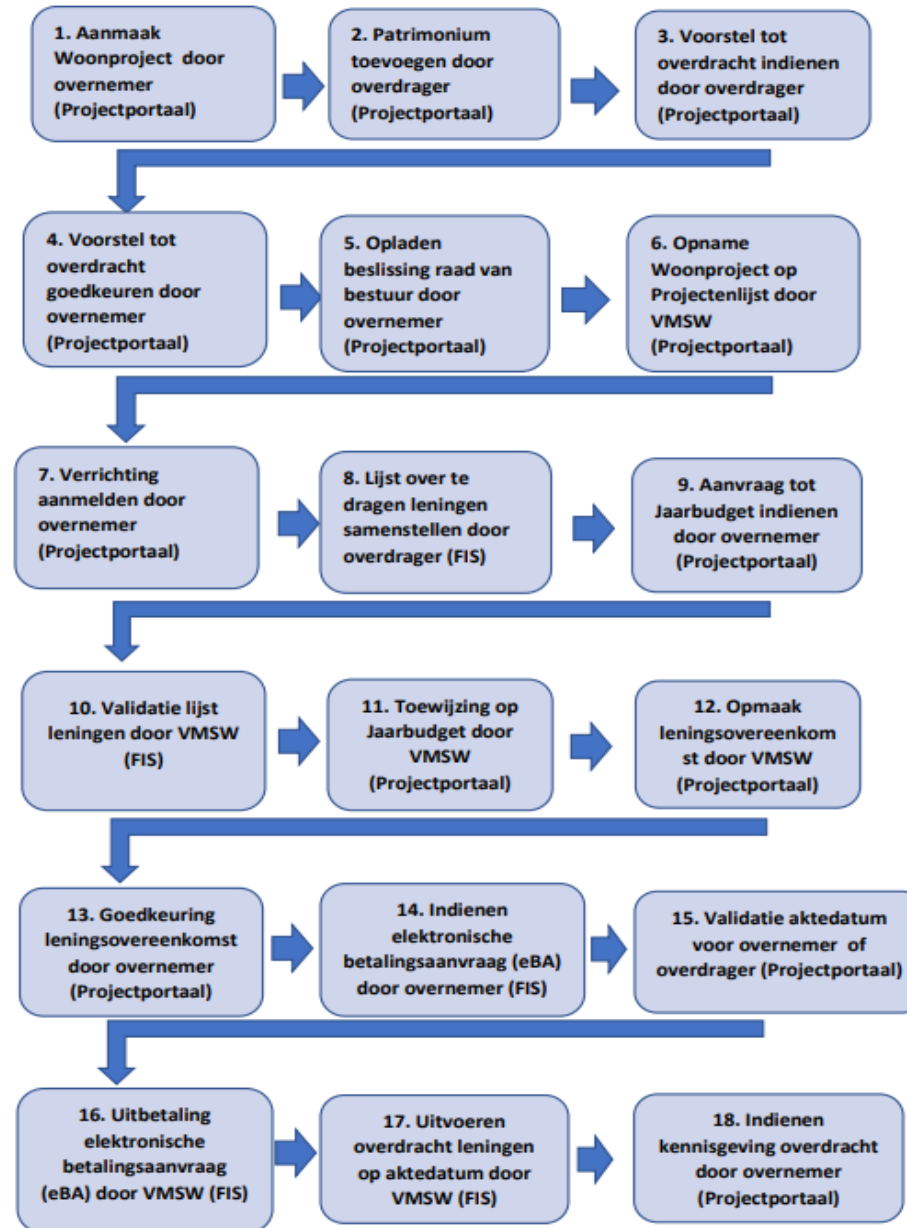 1. Aanmaak
Woonproject door
overnemer
(Projectportaal)
2. Patrimonium
toevoegen door
overdrager
(Projectportaal)
3. Voorstel tot
overdracht indienen
door overdrager
(Projectportaal)
4. Voorstel tot
overdracht
goedkeuren door
overnemer
(Projectportaal)
5. Opladen
beslissing raad van
bestuur door
overnemer
(Projectportaal)
6. Opname
Woonproject op
Projectenlijst door
VMSW
(Projectportaal)
7. Verrichting
aanmelden door
overnemer
(Projectportaal)
8. Lijst over te
dragen leningen
samenstellen door
overdrager (FIS)
9. Aanvraag tot
Jaarbudget indienen
door overnemer
(Projectportaal)
10. Validatie lijst
leningen door VMSW
(FIS)
11. Toewijzing op
Jaarbudget door
VMSW
(Projectportaal)
12. Opmaak
leningsovereenkom
st door VMSW
(Projectportaal)
13. Goedkeuring
leningsovereenkomst
door overnemer
(Projectportaal)
14. Indienen
elektronische
betalingsaanvraag (eBA)
door overnemer (FIS)
15. Validatie aktedatum
voor overnemer of
overdrager (Projectportaal)
16. Uitbetaling
elektronische
betalingsaanvraag
(eBA) door VMSW (FIS)
17. Uitvoeren
overdracht leningen
op aktedatum door
VMSW (FIS)
18. Indienen
kennisgeving overdracht
door overnemer
(Projectportaal)